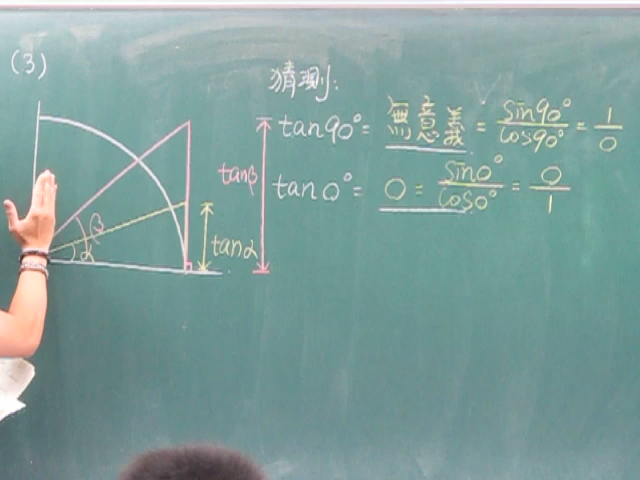 (3)
猜測:
tan90° = 無意義 = sin90°/cos90° = 1/0
tan0° = 0 = sin0°/cos0° = 0/1
tanβ
tanα
β
α